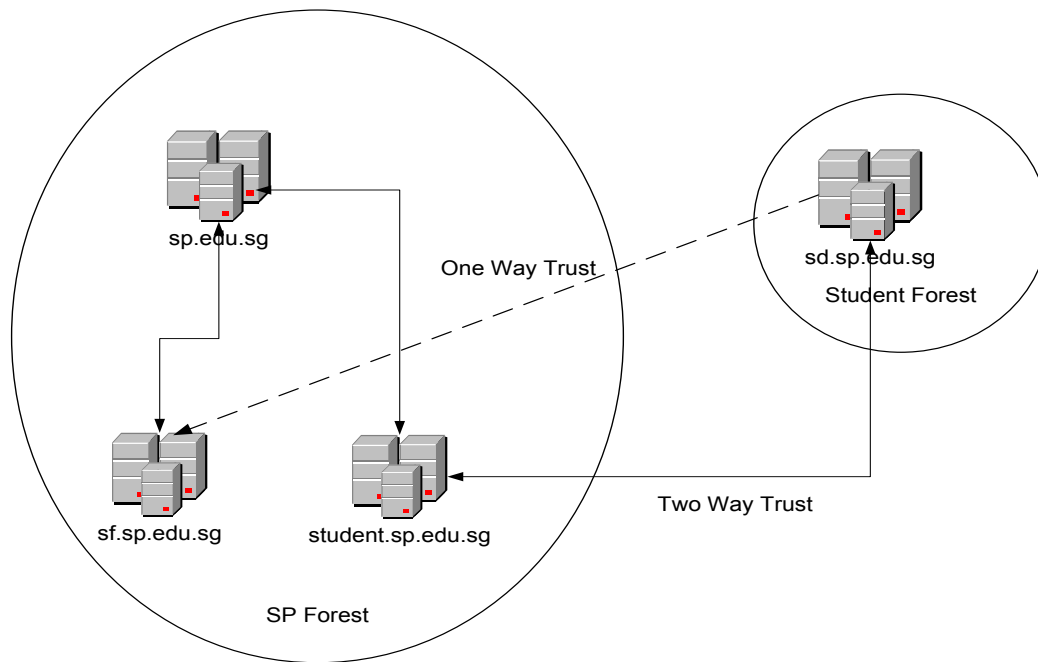 sp.edu.sg
sd.sp.edu.sg
One Way Trust
Student Forest
Two Way Trust
sf.sp.edu.sg
student.sp.edu.sg
SP Forest